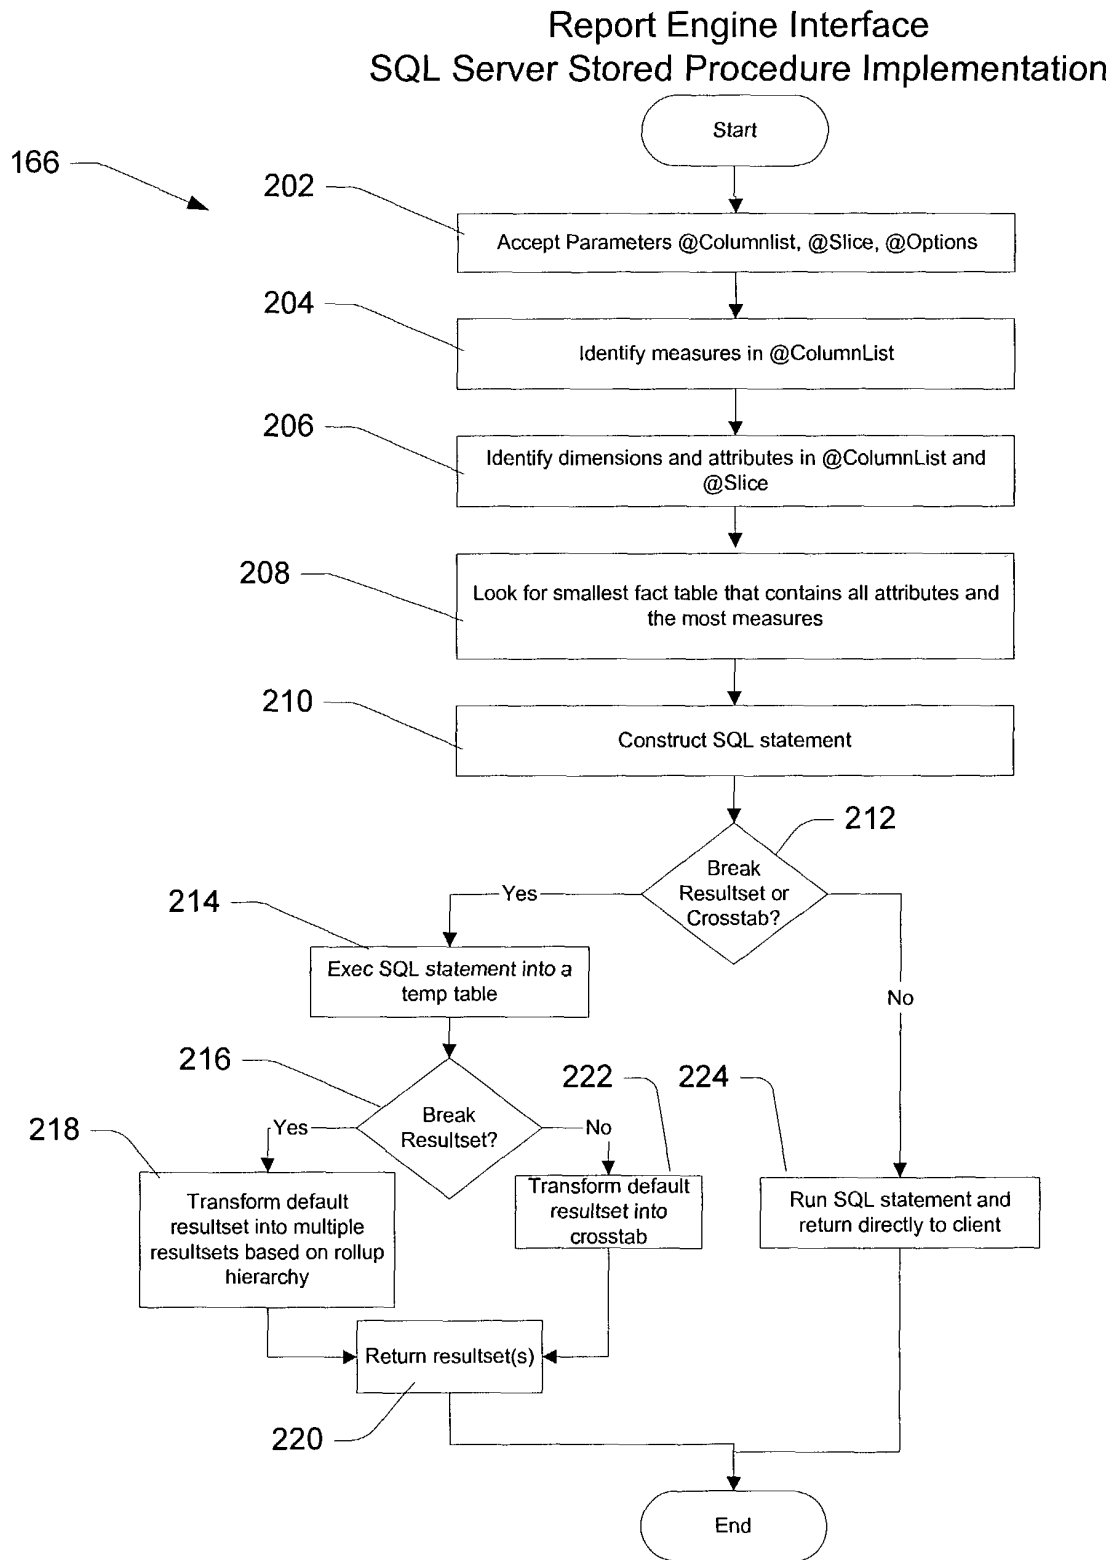 Report Engine Interface
SQL Server Stored Procedure Implementation
Start
166
202
Accept Parameters @Columnlist, @Slice, @Options
204
Identify measures in @ColumnList
206
Identify dimensions and attributes in @ColumnList and
@Slice
208
Look for smallest fact table that contains all attributes and
the most measures
210
Construct SQL statement
212
Break
Resultset or
Crosstab?
Yes
No
214
Exec SQL statement into a
temp table
216
Break
Resultset?
Yes
No
218
Transform default
resultset into multiple
resultsets based on rollup
hierarchy
222
Transform default
resultset into
crosstab
224
Run SQL statement and
return directly to client
Return resultset(s)
220
End